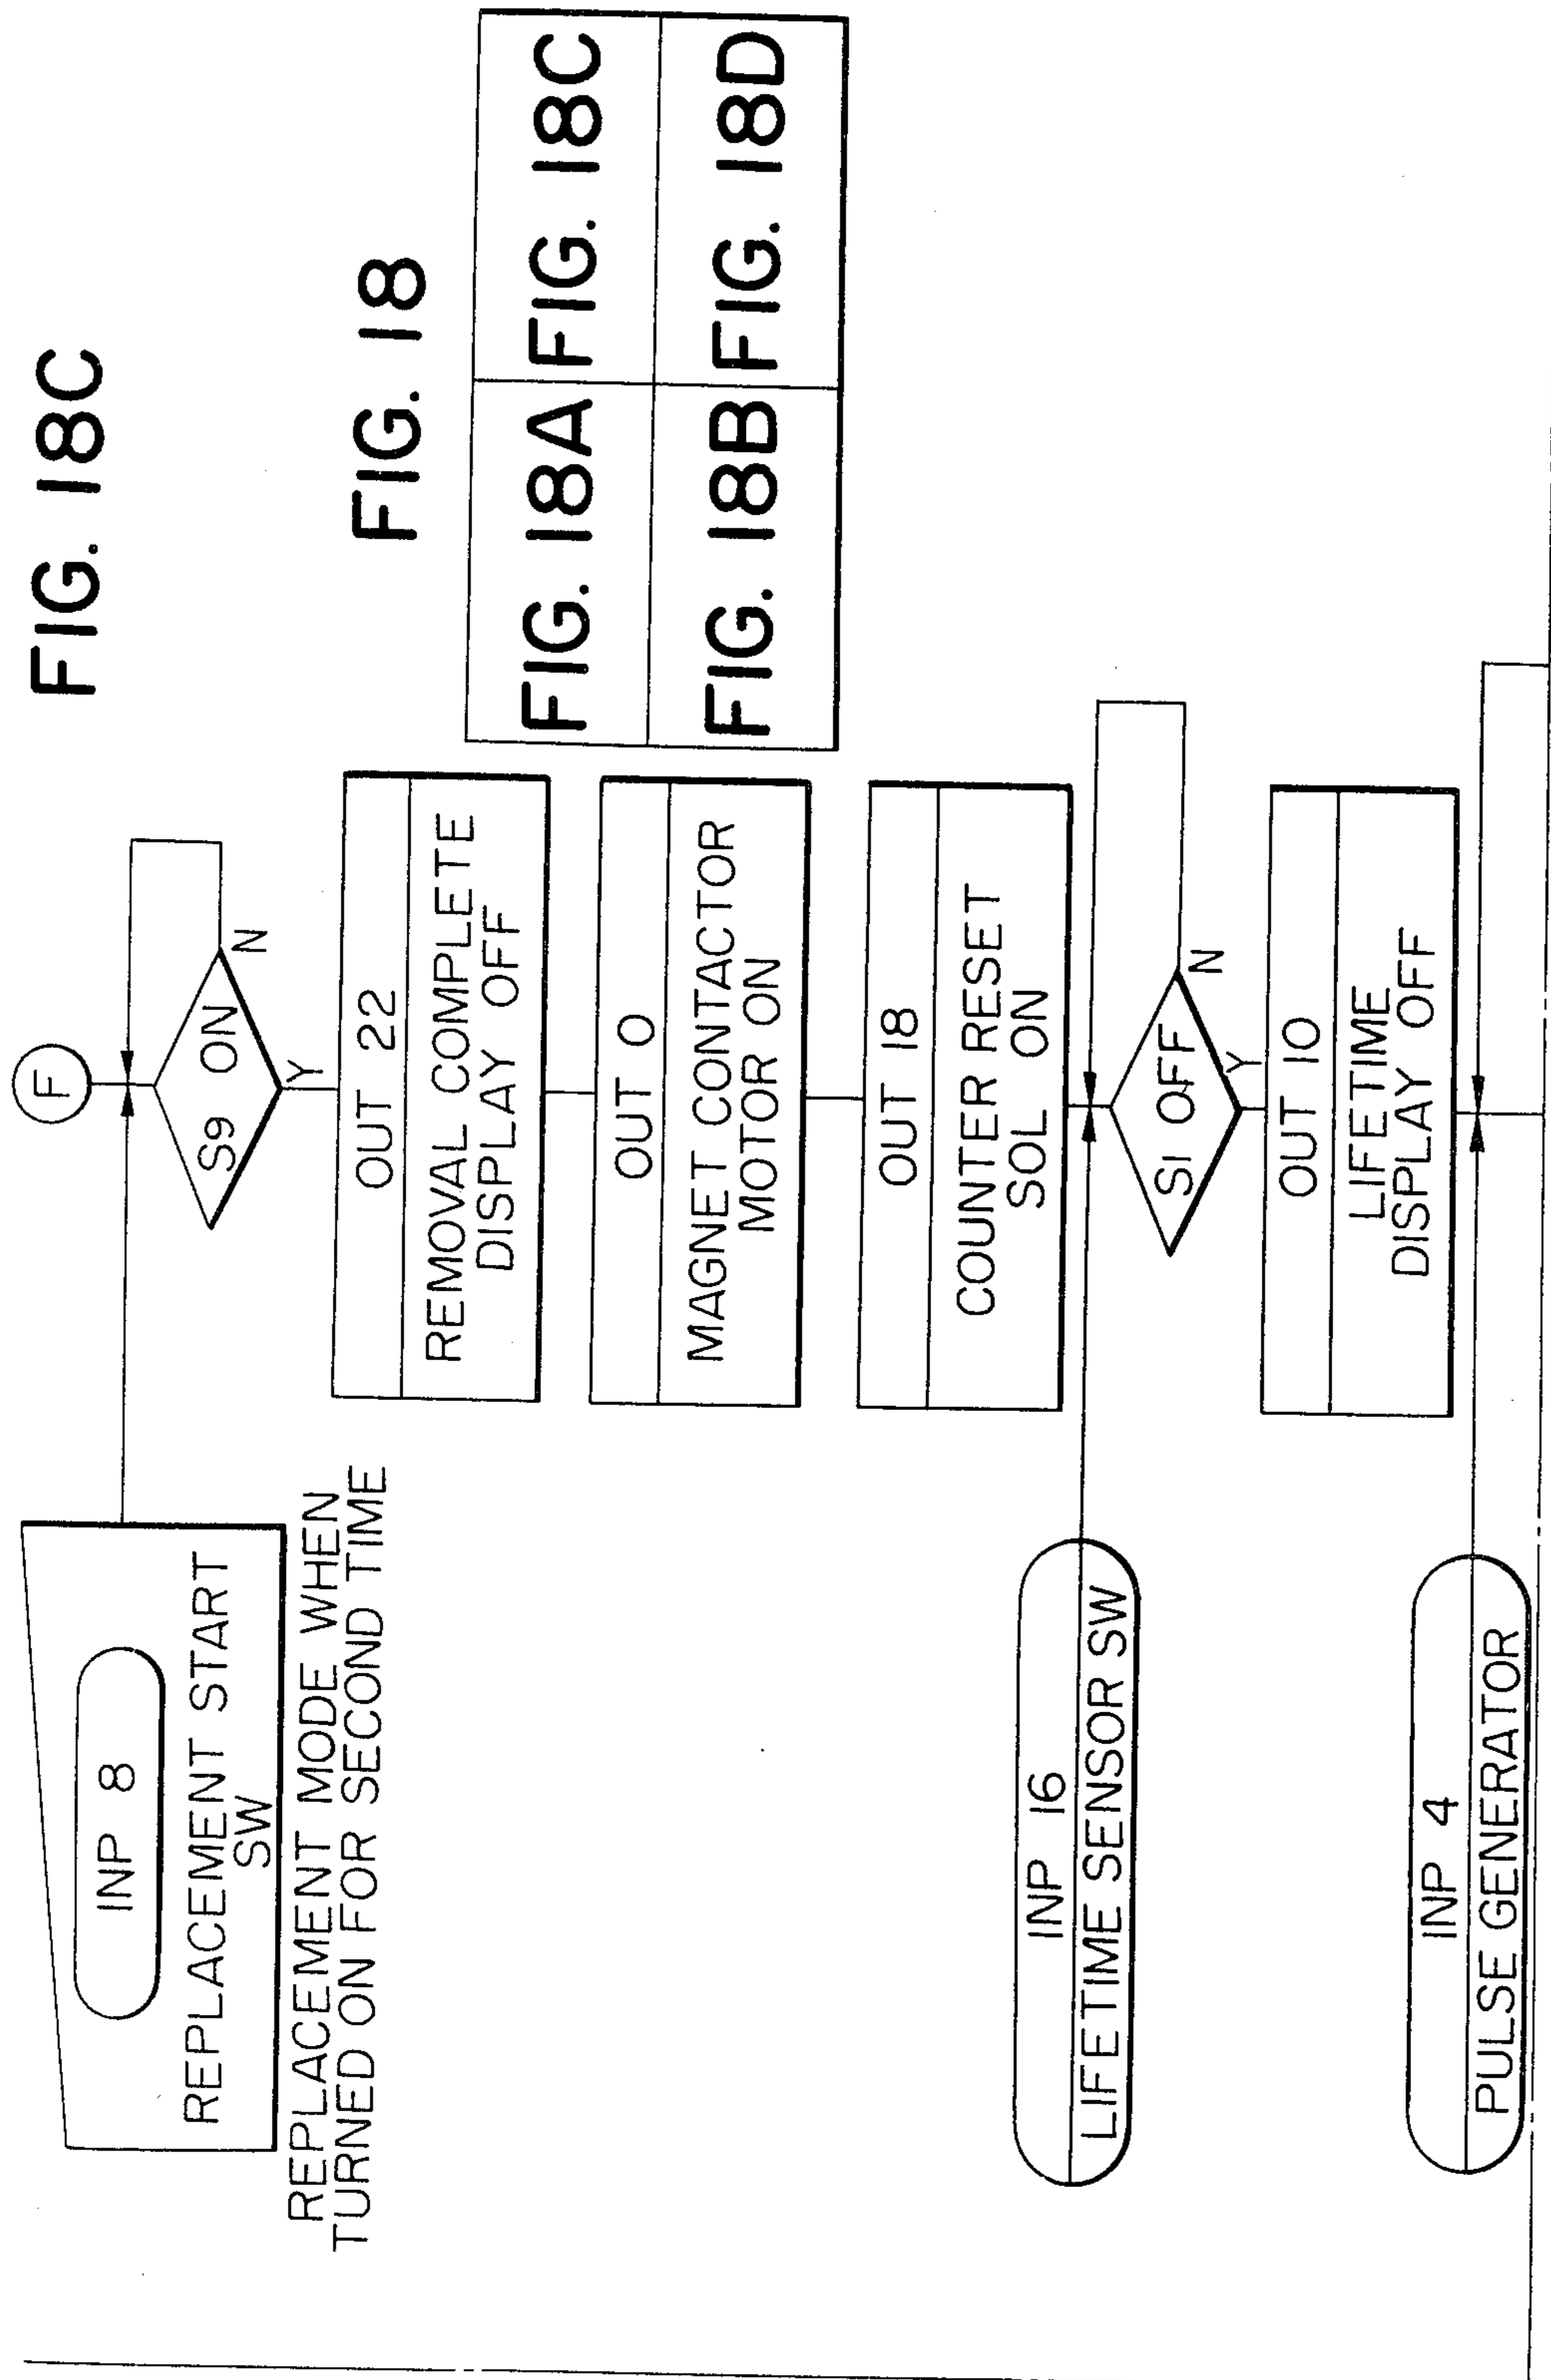 FIG. 18C
FIG. 18
FIG. 18A FIG. 18C
FIG. 18B FIG. 18D
F
INP 8
REPLACEMENT START
SW
REPLACEMENT MODE WHEN
TURNED ON FOR SECOND TIME
S9 ON
N
Y
OUT 22
REMOVAL COMPLETE
DISPLAY OFF
OUT 0
MAGNET CONTACTOR
MOTOR ON
OUT 18
COUNTER RESET
SOL ON
INP 16
LIFETIME SENSOR SW
S1 OFF
N
Y
OUT 10
LIFETIME
DISPLAY OFF
INP 4
PULSE GENERATOR